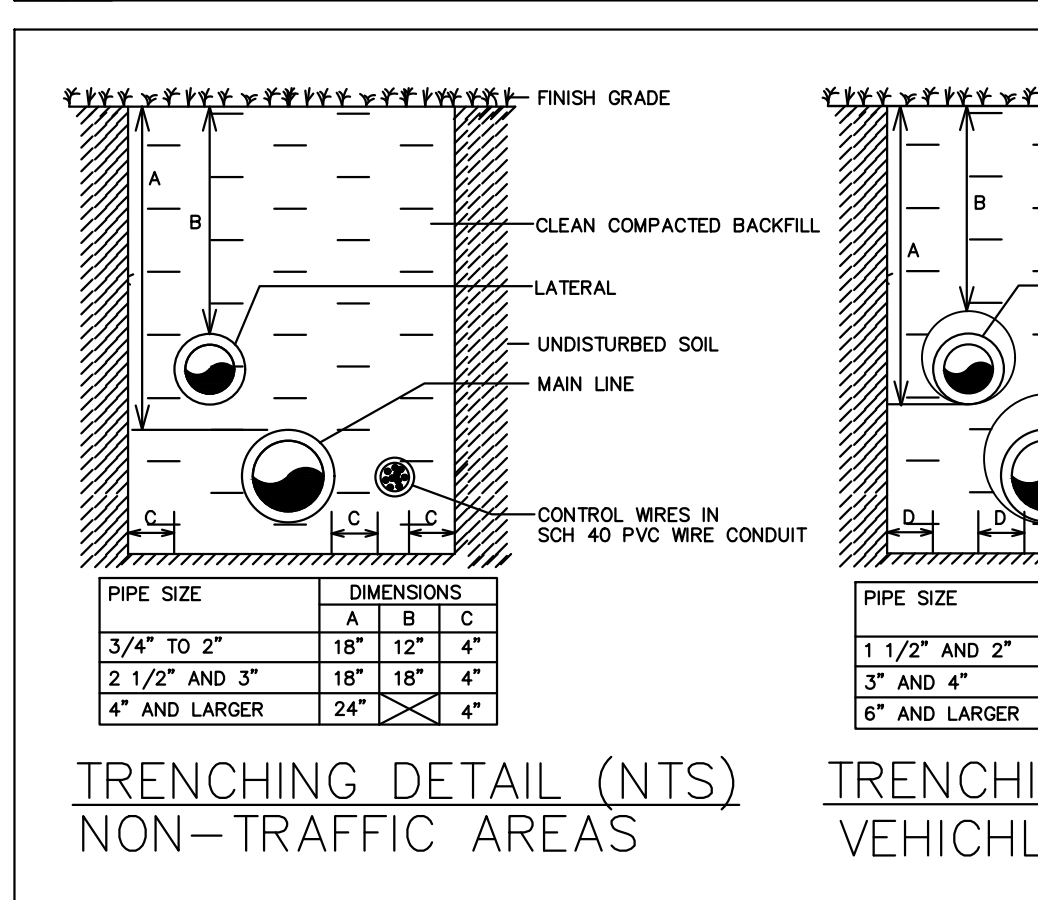 FINISH GRADE
A
B
CLEAN COMPACTED BACKFILL
LATERAL
UNDISTURBED SOIL
MAIN LINE
C
C
C
CONTROL WIRES IN
SCH 40 PVC WIRE CONDUIT
PIPE SIZE DIMENSIONS
A B C
3/4" TO 2" 18" 12" 4"
2 1/2" AND 3" 18" 18" 4"
4" AND LARGER 24" 4"
TRENCHING DETAIL (NTS)
NON-TRAFFIC AREAS
B
A
D
D
PIPE SIZE
1 1/2" AND 2"
3" AND 4"
6" AND LARGER